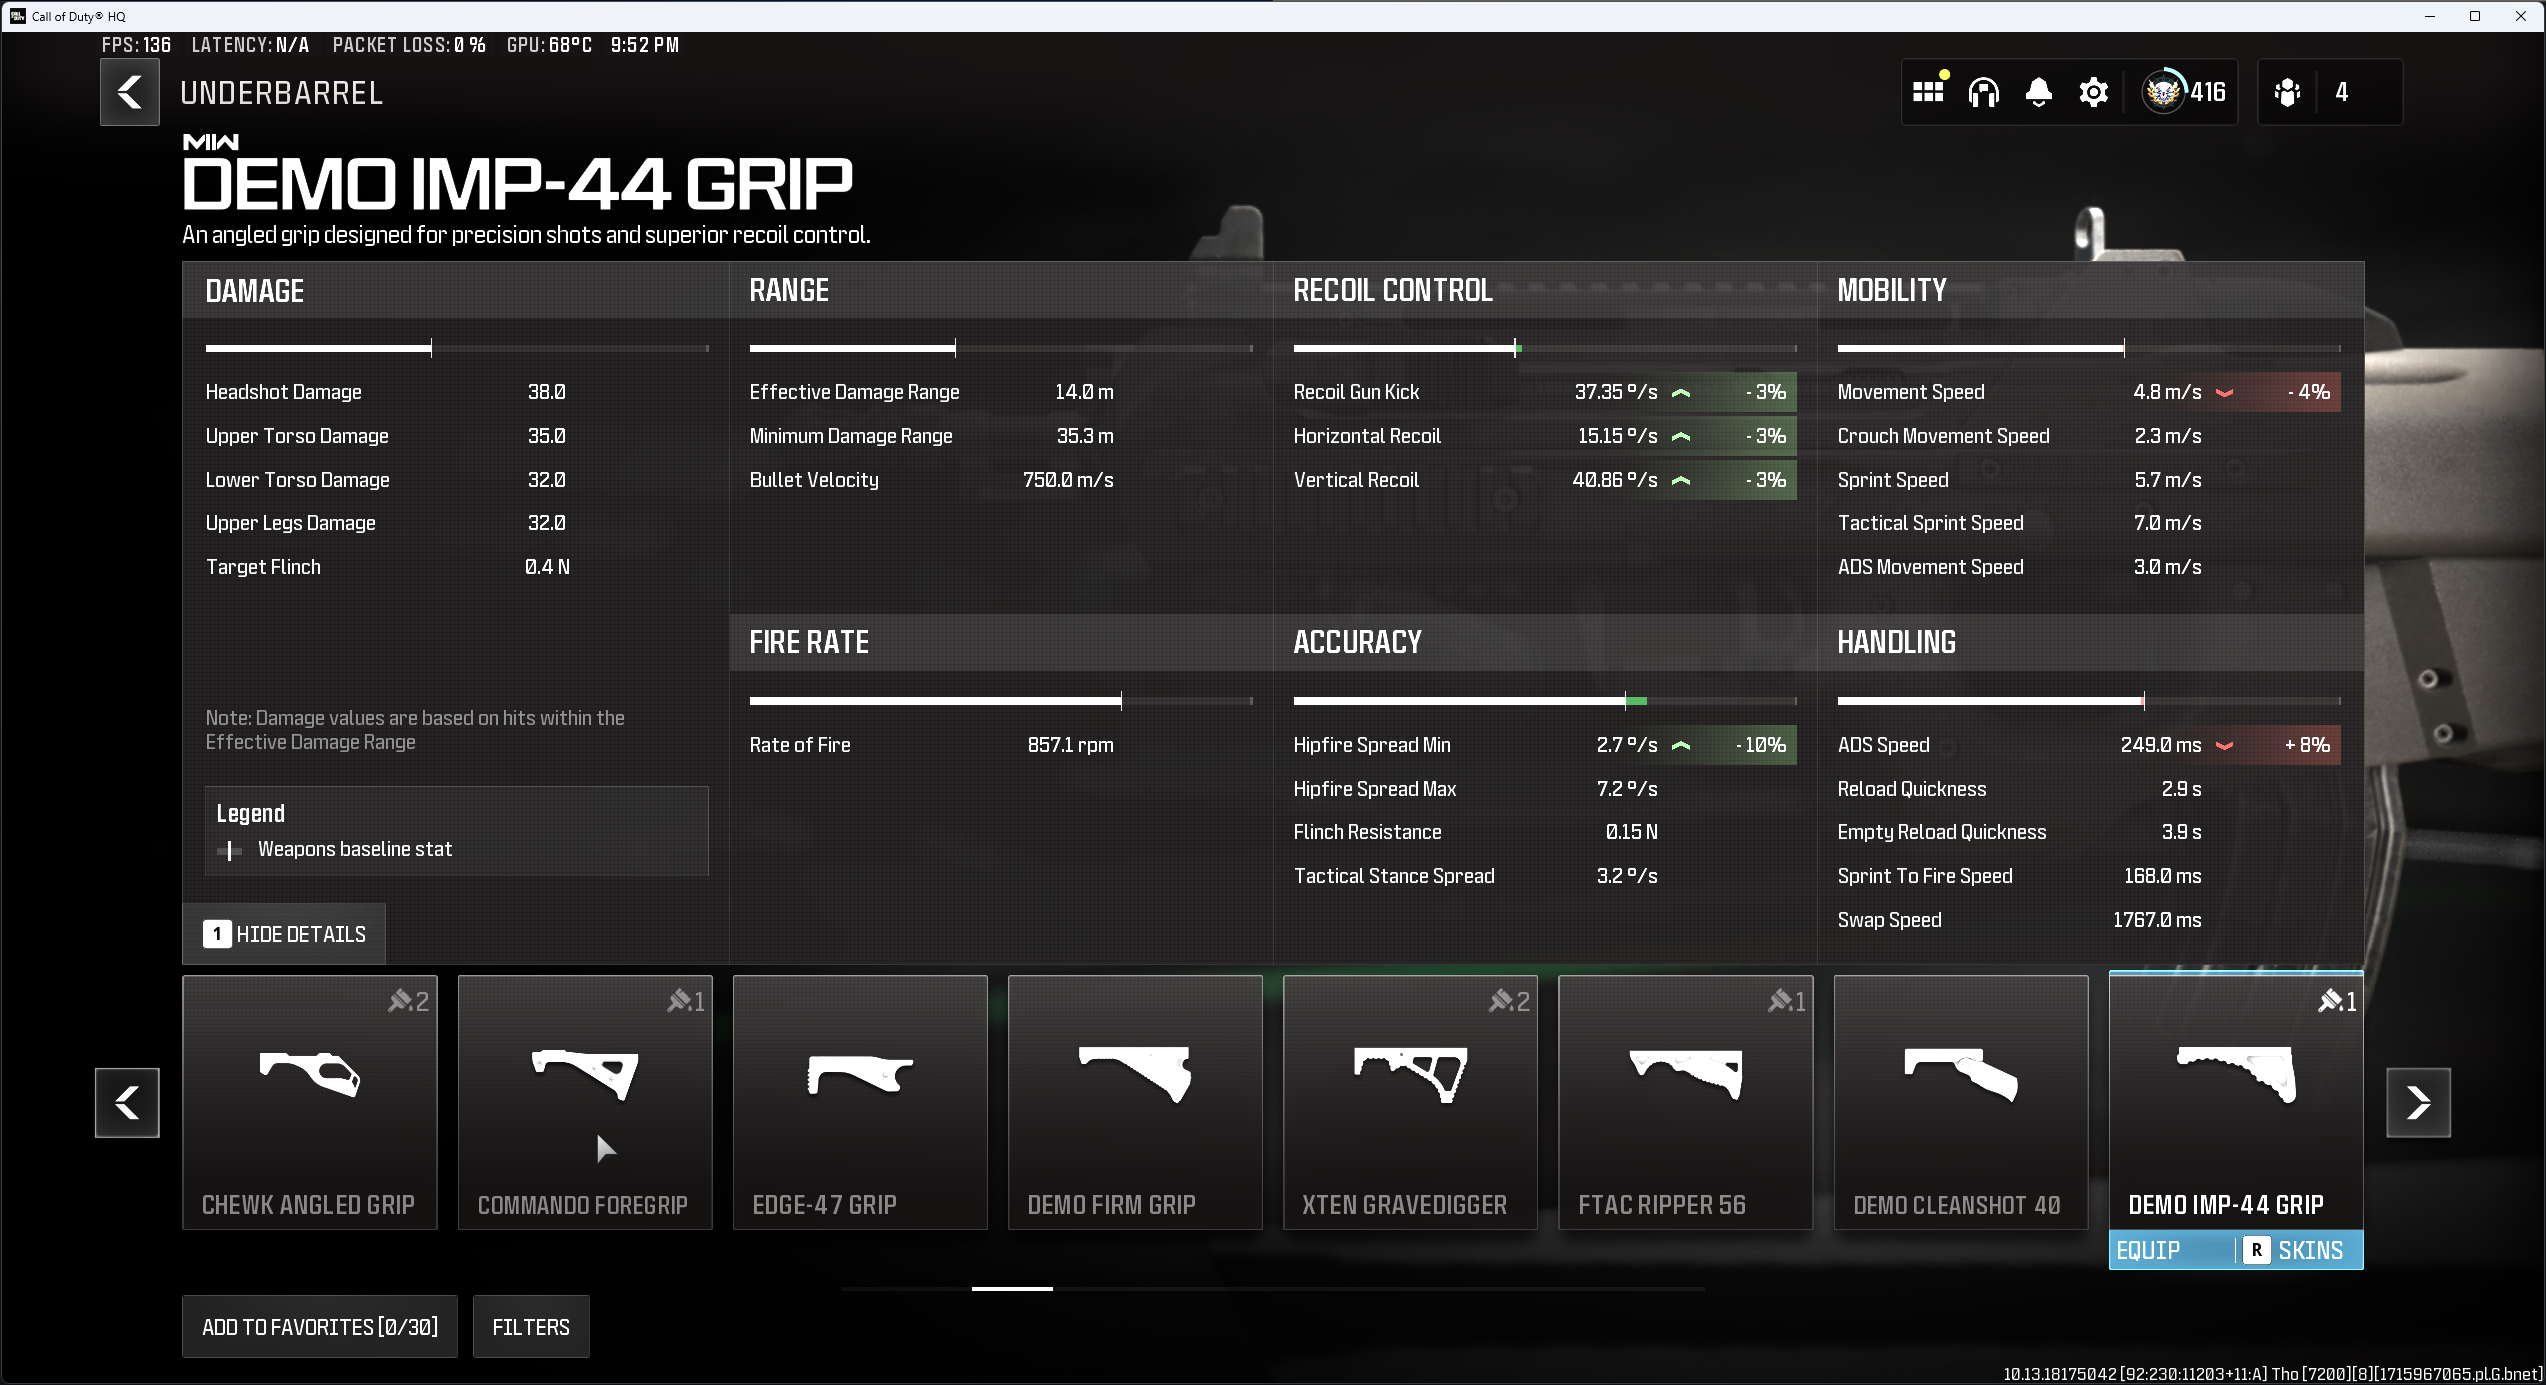 Call of Duty® HQ
FPS: 136 LATENCY: N/A PACKET LOSS: 0 % GPU: 68°C 9:52 PM
UNDERBARREL
416
4
MW
DEMO IMP-44 GRIP
An angled grip designed for precision shots and superior recoil control.
DAMAGE
Headshot Damage 38.0
Upper Torso Damage 35.0
Lower Torso Damage 32.0
Upper Legs Damage 32.0
Target Flinch 0.4 N
Note: Damage values are based on hits within the
Effective Damage Range
Legend
Weapons baseline stat
1 HIDE DETAILS
RANGE
Effective Damage Range 14.0 m
Minimum Damage Range 35.3 m
Bullet Velocity 750.0 m/s
FIRE RATE
Rate of Fire 857.1 rpm
RECOIL CONTROL
Recoil Gun Kick 37.35 º/s - 3%
Horizontal Recoil 15.15 º/s - 3%
Vertical Recoil 40.86 º/s - 3%
ACCURACY
Hipfire Spread Min 2.7 º/s - 10%
Hipfire Spread Max 7.2 º/s
Flinch Resistance 0.15 N
Tactical Stance Spread 3.2 º/s
MOBILITY
Movement Speed 4.8 m/s - 4%
Crouch Movement Speed 2.3 m/s
Sprint Speed 5.7 m/s
Tactical Sprint Speed 7.0 m/s
ADS Movement Speed 3.0 m/s
HANDLING
ADS Speed 249.0 ms + 8%
Reload Quickness 2.9 s
Empty Reload Quickness 3.9 s
Sprint To Fire Speed 168.0 ms
Swap Speed 1767.0 ms
2
CHEWK ANGLED GRIP
1
COMMANDO FOREGRIP
EDGE-47 GRIP
DEMO FIRM GRIP
2
XTEN GRAVEDIGGER
1
FTAC RIPPER 56
DEMO CLEANSHOT 40
1
DEMO IMP-44 GRIP
EQUIP R SKINS
ADD TO FAVORITES [0/30] FILTERS
10.13.18175042 [92:230:11203+11:A] Tho [7200][8][1715967065.pl.G.bnet]